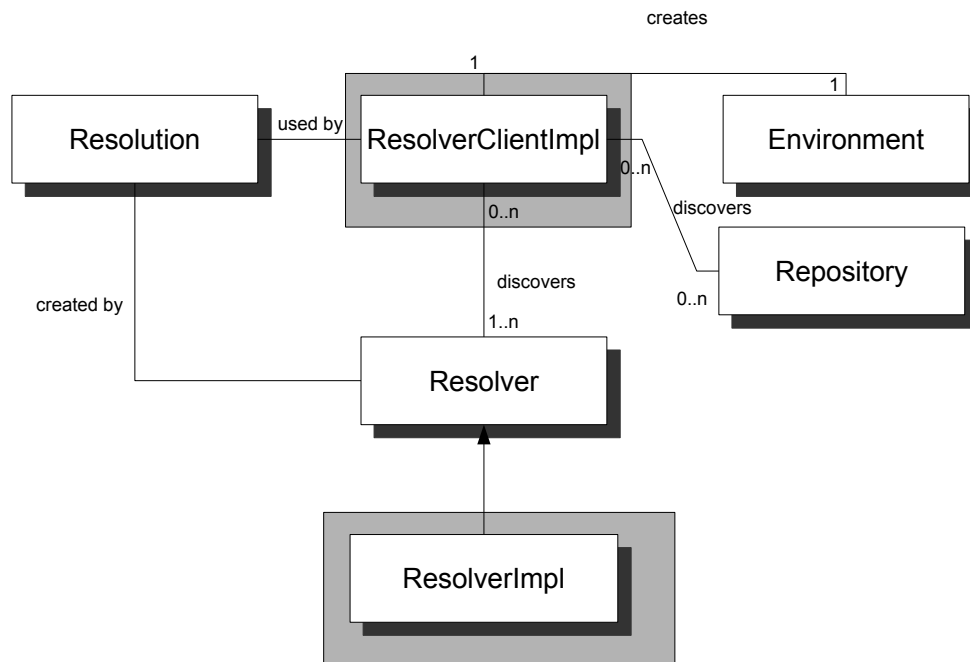 creates
1
1
Resolution
used by
ResolverClientImpl
Environment
0..n
0..n
discovers
Repository
created by
discovers
0..n
1..n
Resolver
ResolverImpl